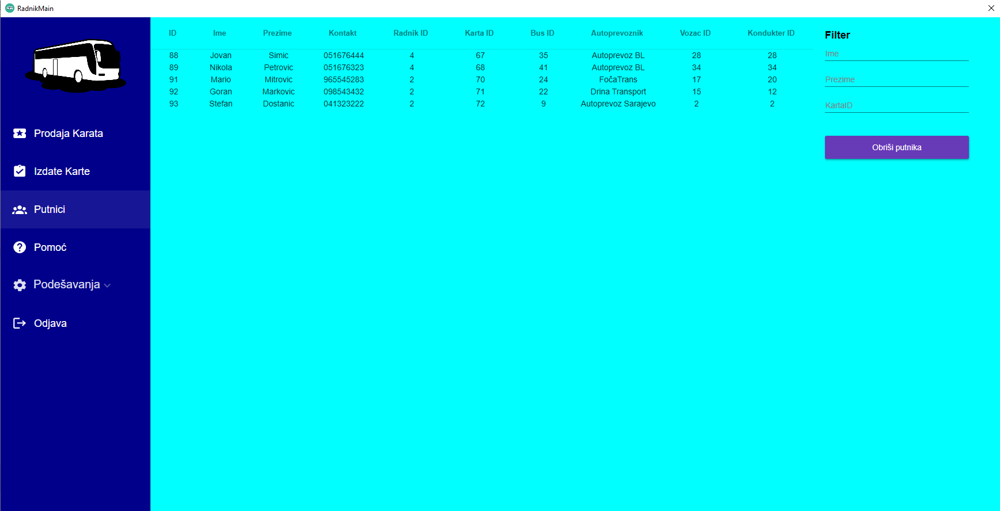 RadnikMain
Prodaja Karata
Izdate Karte
Putnici
Pomoć
Podešavanja
Odjava
ID Ime Prezime Kontakt Radnik ID Karta ID Bus ID Autoprevoznik Vozac ID Kondukter ID
88 Jovan Simic 051676444 4 67 35 Autoprevoz BL 28 28
89 Nikola Petrovic 051676323 4 68 41 Autoprevoz BL 34 34
91 Mario Mitrovic 965545283 2 70 24 FočaTrans 17 20
92 Goran Markovic 098543432 2 71 22 Drina Transport 15 12
93 Stefan Dostanic 041323222 2 72 9 Autoprevoz Sarajevo 2 2
Filter
Ime
Prezime
KartaID
Obriši putnika